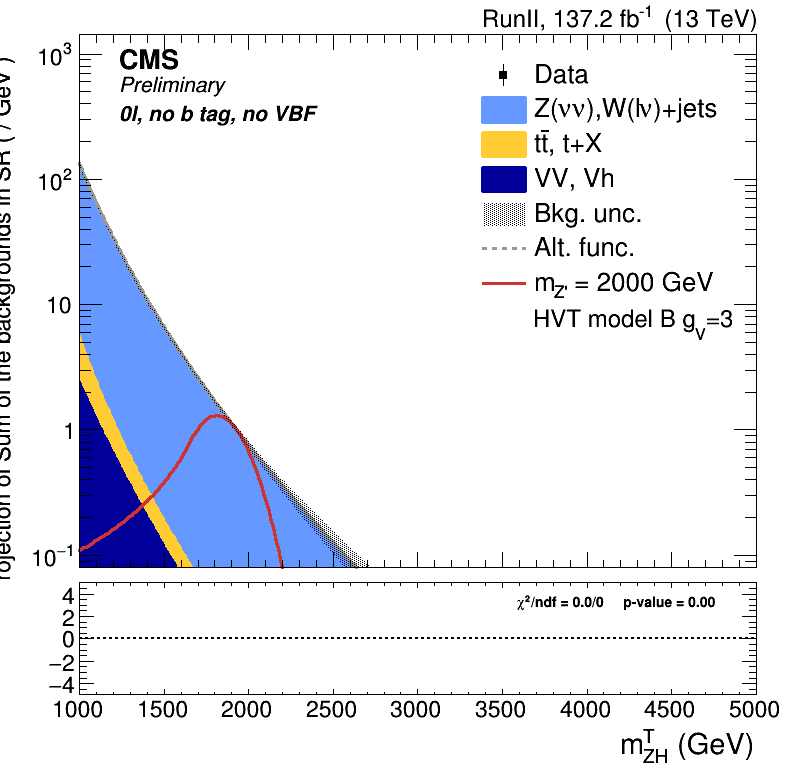 RunII, 137.2 fb⁻¹ (13 TeV)
CMS
Preliminary
0l, no b tag, no VBF
Data
Z(νν),W(lν)+jets
tt̄, t+X
VV, Vh
Bkg. unc.
Alt. func.
m_Z' = 2000 GeV
HVT model B g_V=3
rojection of Sum of the backgrounds in SR ( / GeV )
10³
10²
10
1
10⁻¹
χ²/ndf = 0.0/0 p-value = 0.00
4
2
0
−2
−4
1000 1500 2000 2500 3000 3500 4000 4500 5000
m^T_ZH (GeV)